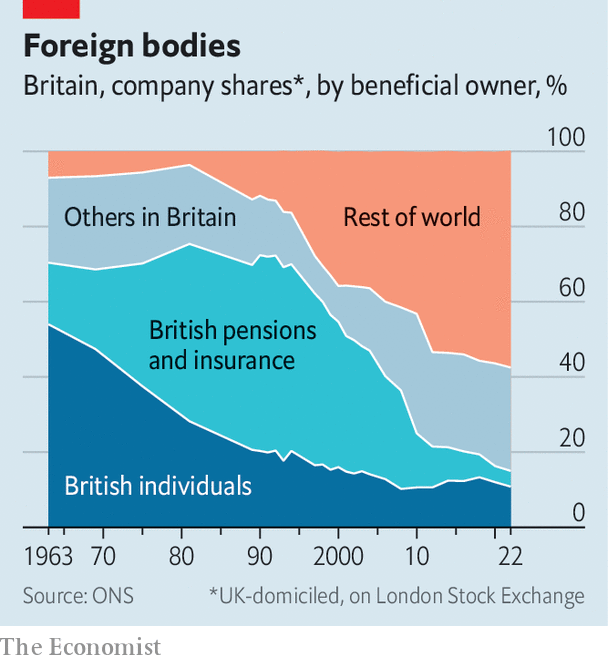 Foreign bodies
Britain, company shares*, by beneficial owner, %
100
Others in Britain
Rest of world
80
60
British pensions
and insurance
40
20
British individuals
0
1963 70 80 90 2000 10 22
Source: ONS *UK-domiciled, on London Stock Exchange
The Economist